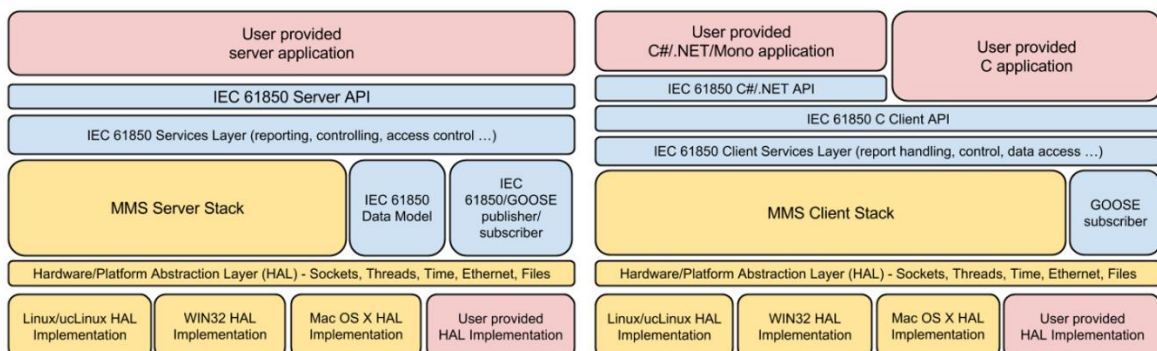 User provided
server application
IEC 61850 Server API
IEC 61850 Services Layer (reporting, controlling, access control ...)
MMS Server Stack
IEC 61850
Data Model
IEC
61850/GOOSE
publisher/
subscriber
Hardware/Platform Abstraction Layer (HAL) - Sockets, Threads, Time, Ethernet, Files
Linux/ucLinux HAL
Implementation
WIN32 HAL
Implementation
Mac OS X HAL
Implementation
User provided
HAL Implementation
User provided
C#/.NET/Mono application
User provided
C application
IEC 61850 C#/.NET API
IEC 61850 C Client API
IEC 61850 Client Services Layer (report handling, control, data access ...)
MMS Client Stack
GOOSE
subscriber
Hardware/Platform Abstraction Layer (HAL) - Sockets, Threads, Time, Ethernet, Files
Linux/ucLinux HAL
Implementation
WIN32 HAL
Implementation
Mac OS X HAL
Implementation
User provided
HAL Implementation